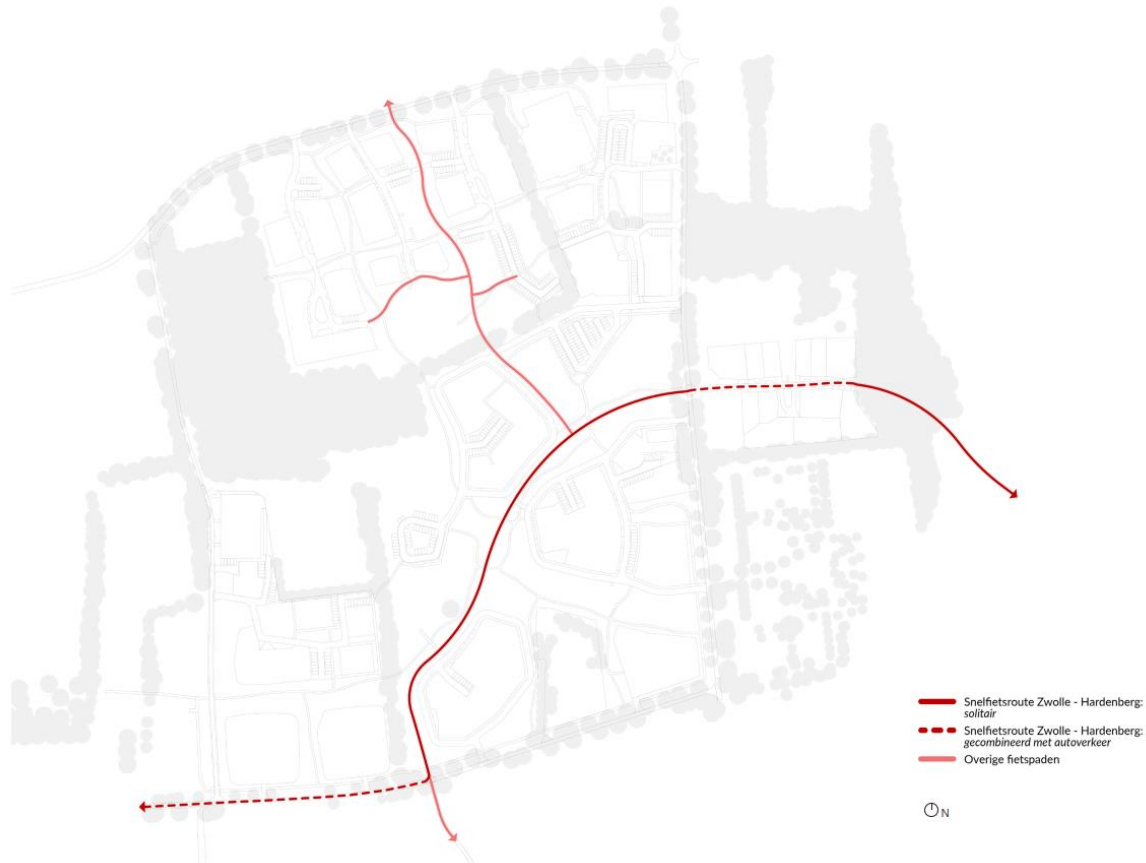 Snelfietsroute Zwolle - Hardenberg:
solitair
Snelfietsroute Zwolle - Hardenberg:
gecombineerd met autoverkeer
Overige fietspaden
N